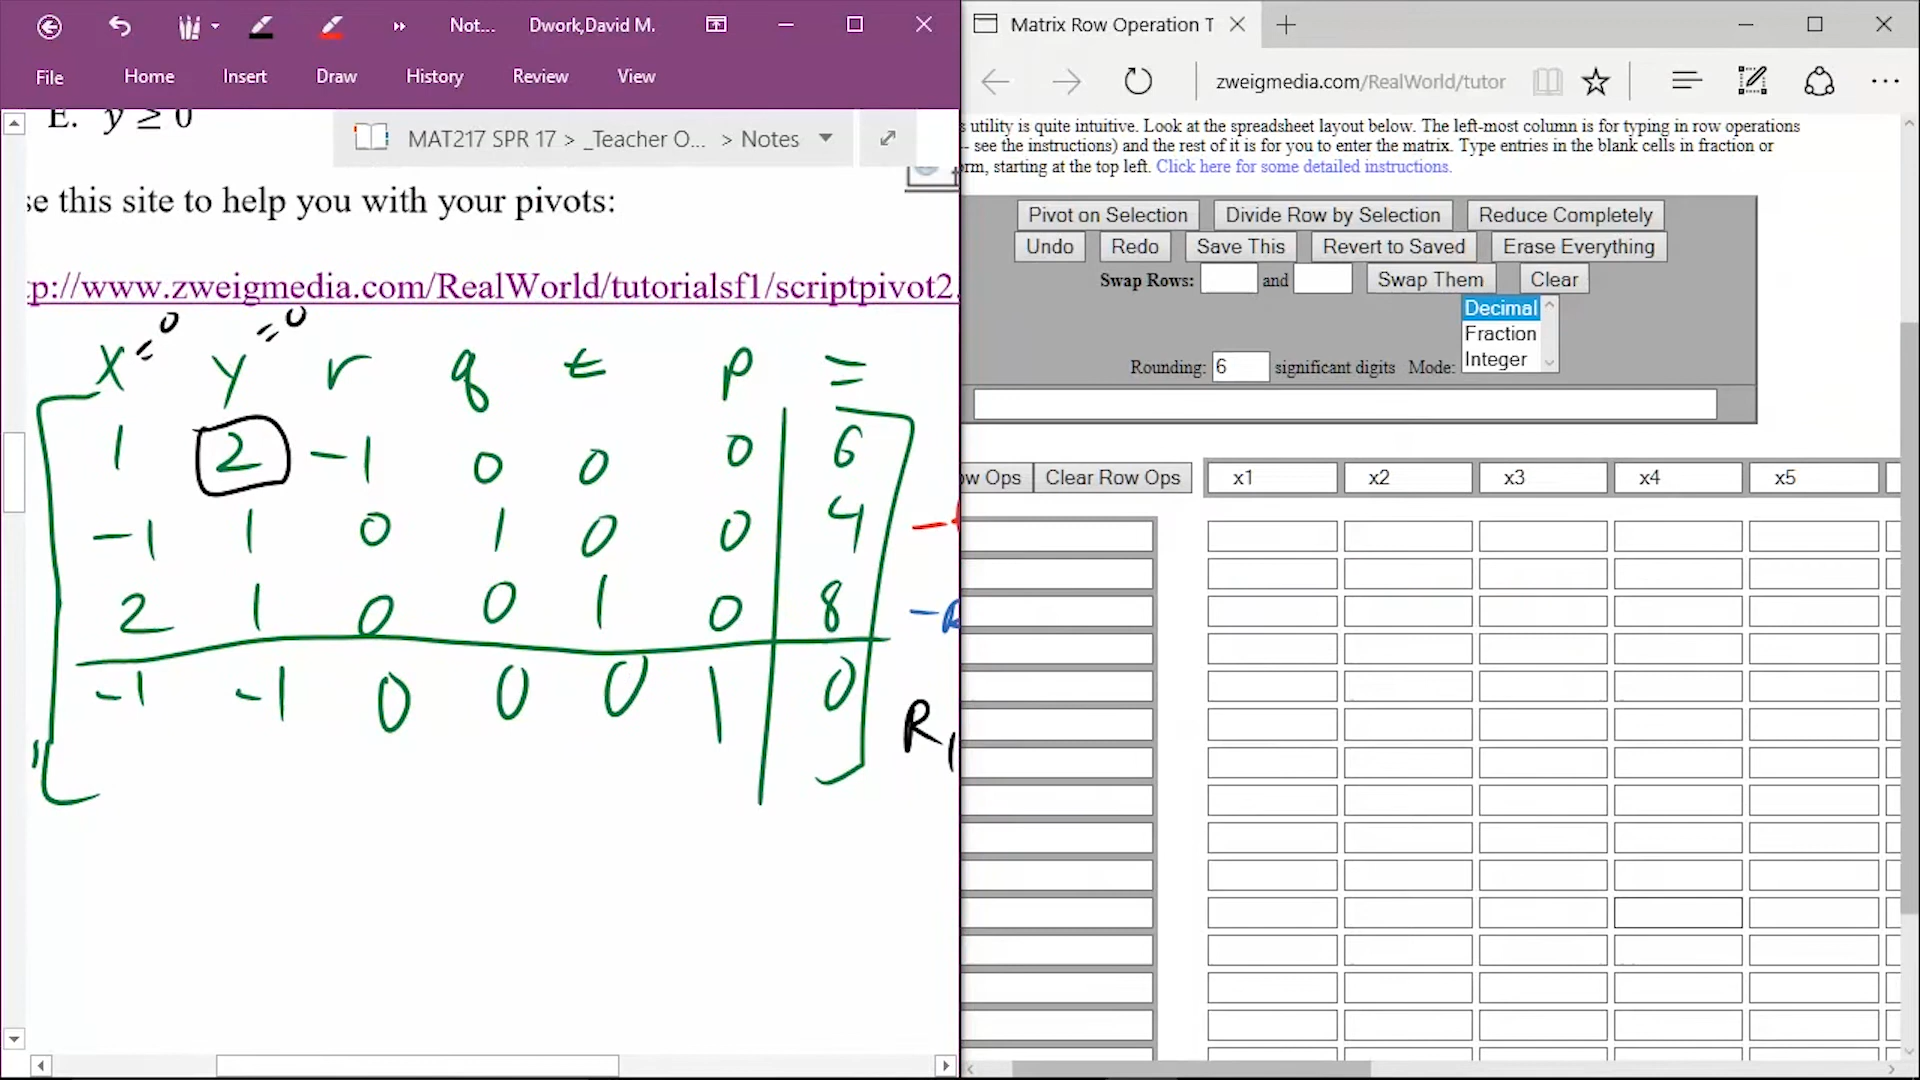 Not... Dwork,David M.
File Home Insert Draw History Review View
E. y ≥ 0
MAT217 SPR 17 > _Teacher O... > Notes
se this site to help you with your pivots:
tp://www.zweigmedia.com/RealWorld/tutorialsf1/scriptpivot2.
x=0 y=0 r q t p =
1 2 -1 0 0 0 6
-1 1 0 1 0 0 4
2 1 0 0 1 0 8
-1 -1 0 0 0 1 0
R1
Matrix Row Operation T
zweigmedia.com/RealWorld/tutor
s utility is quite intuitive. Look at the spreadsheet layout below. The left-most column is for typing in row operations
- see the instructions) and the rest of it is for you to enter the matrix. Type entries in the blank cells in fraction or
orm, starting at the top left. Click here for some detailed instructions.
Pivot on Selection Divide Row by Selection Reduce Completely
Undo Redo Save This Revert to Saved Erase Everything
Swap Rows: and Swap Them Clear
Decimal
Fraction
Integer
Rounding: 6 significant digits Mode:
ow Ops Clear Row Ops x1 x2 x3 x4 x5